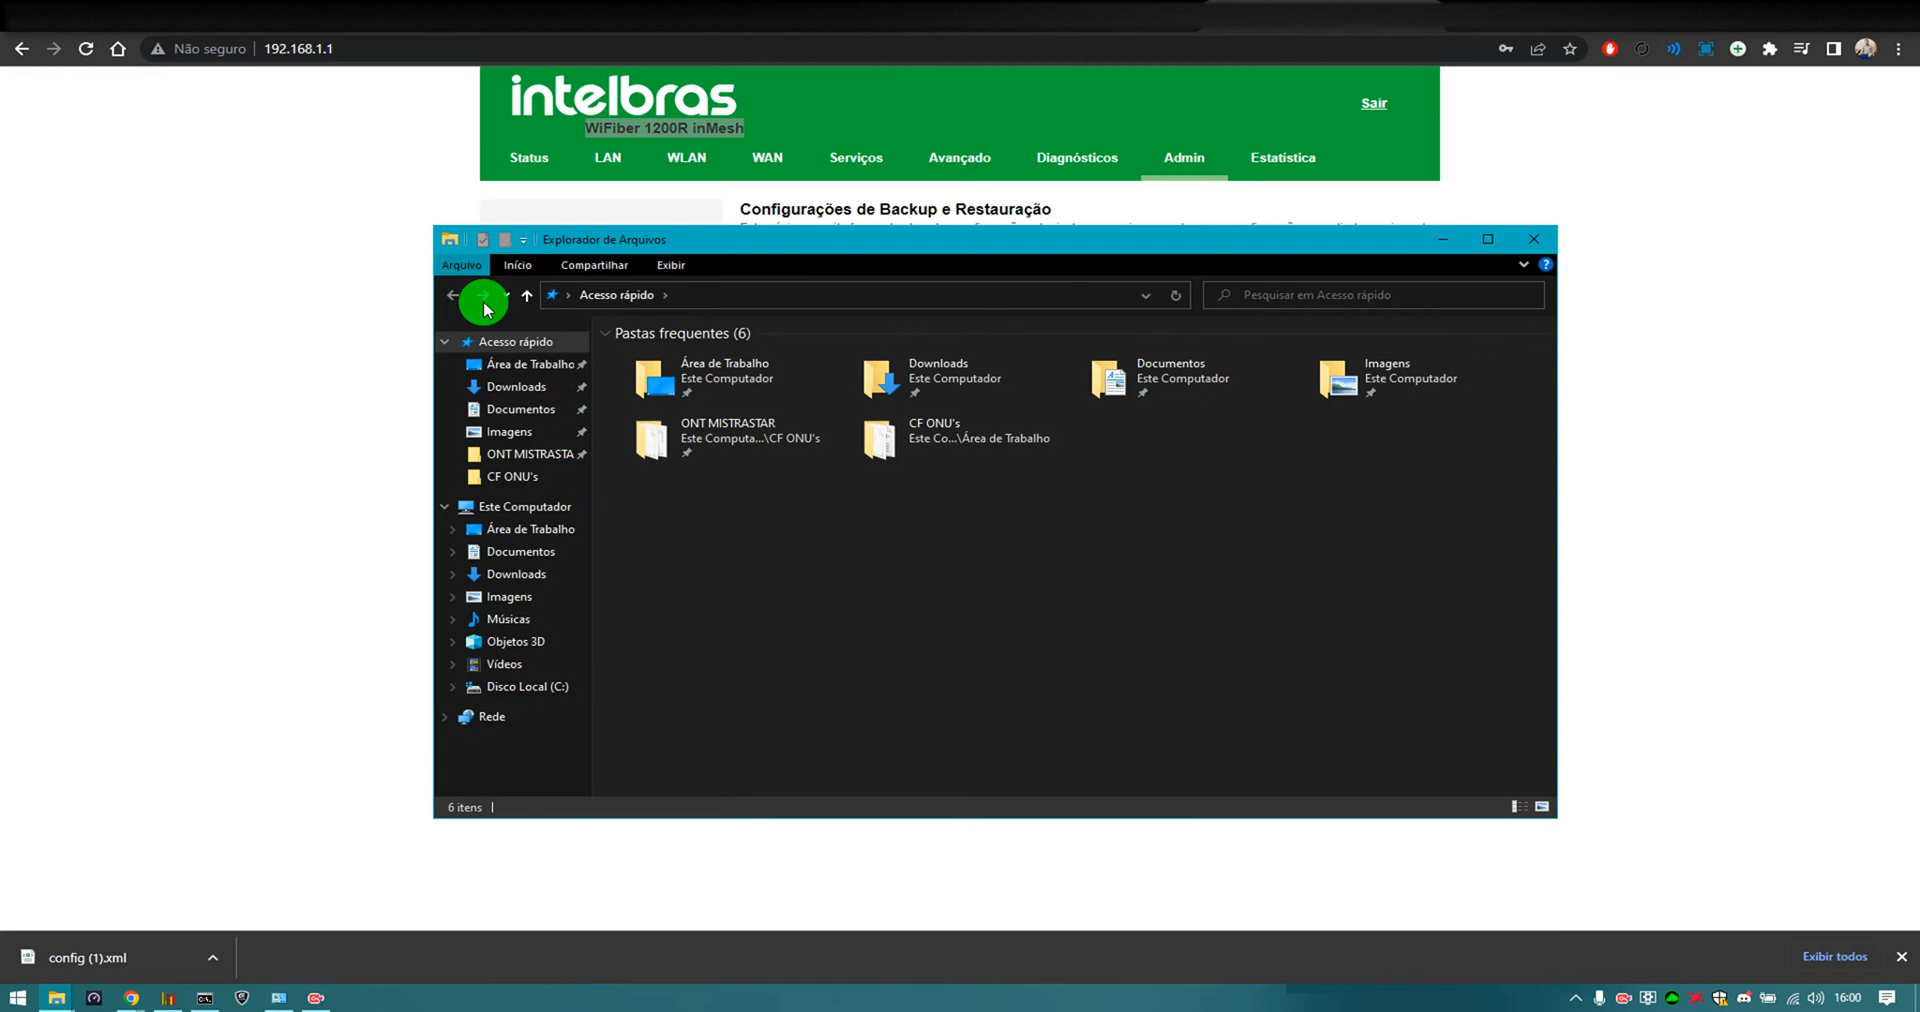 Não seguro
192.168.1.1
intelbras
WiFiber 1200R inMesh
Sair
Status LAN WLAN WAN Serviços Avançado Diagnósticos Admin Estatística
Configurações de Backup e Restauração
Explorador de Arquivos
Arquivo Início Compartilhar Exibir
Acesso rápido
Pesquisar em Acesso rápido
Acesso rápido
Área de Trabalho
Downloads
Documentos
Imagens
ONT MISTRASTA
CF ONU's
Este Computador
Área de Trabalho
Documentos
Downloads
Imagens
Músicas
Objetos 3D
Vídeos
Disco Local (C:)
Rede
Pastas frequentes (6)
Área de Trabalho
Este Computador
Downloads
Este Computador
Documentos
Este Computador
Imagens
Este Computador
ONT MISTRASTAR
Este Computa...\CF ONU's
CF ONU's
Este Co...\Área de Trabalho
6 itens
config (1).xml
Exibir todos
16:00